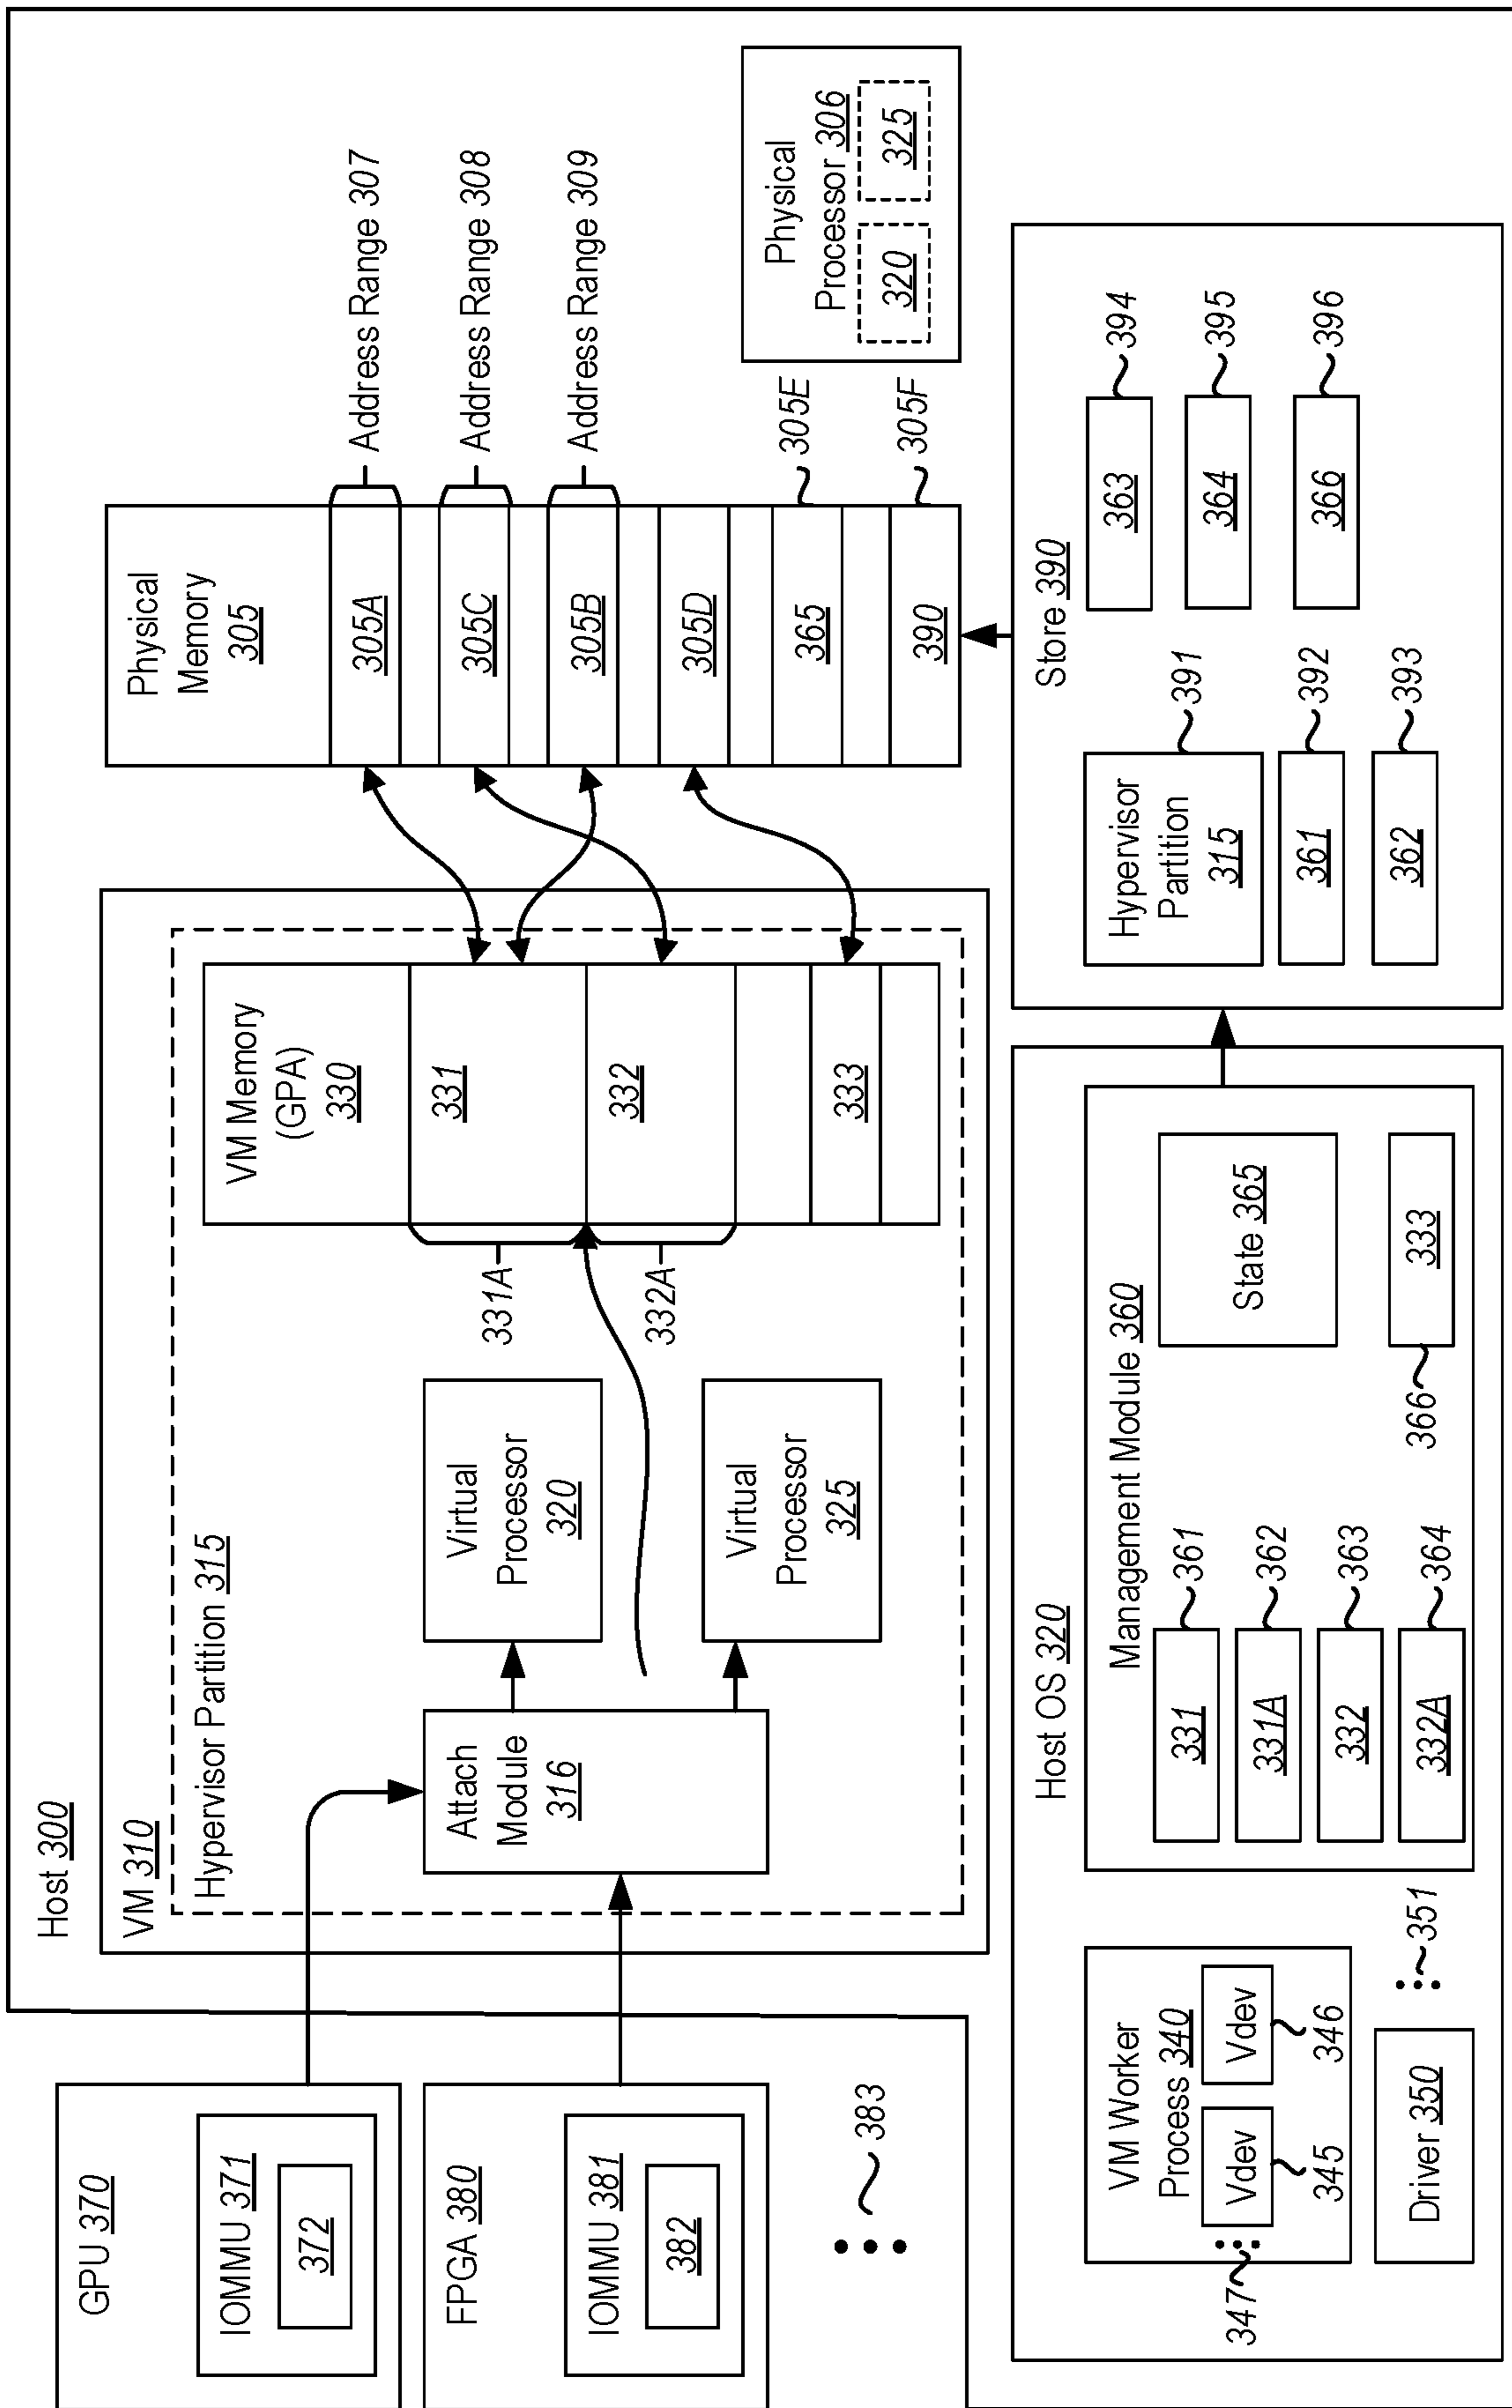 Host 300
VM 310
Hypervisor Partition 315
Attach
Module
316
Virtual
Processor
320
Virtual
Processor
325
VM Memory
(GPA)
330
331
332
333
331A
332A
Physical
Memory
305
305A
305C
305B
305D
365
390
Address Range 307
Address Range 308
Address Range 309
305E
305F
Physical
Processor 306
320
325
GPU 370
IOMMU 371
372
FPGA 380
IOMMU 381
382
383
Host OS 320
VM Worker
Process 340
Vdev
Vdev
347
345
346
Driver 350
351
Management Module 360
331
361
331A
362
332
363
332A
364
State 365
333
366
Store 390
Hypervisor
Partition
315
391
361
392
362
393
363
394
364
395
366
396